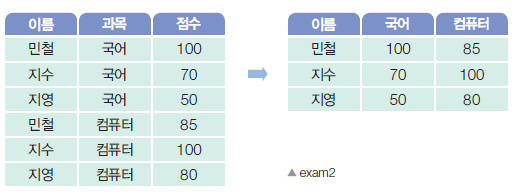 이름 과목 점수
민철 국어 100
지수 국어 70
지영 국어 50
민철 컴퓨터 85
지수 컴퓨터 100
지영 컴퓨터 80
이름 국어 컴퓨터
민철 100 85
지수 70 100
지영 50 80
▲ exam2